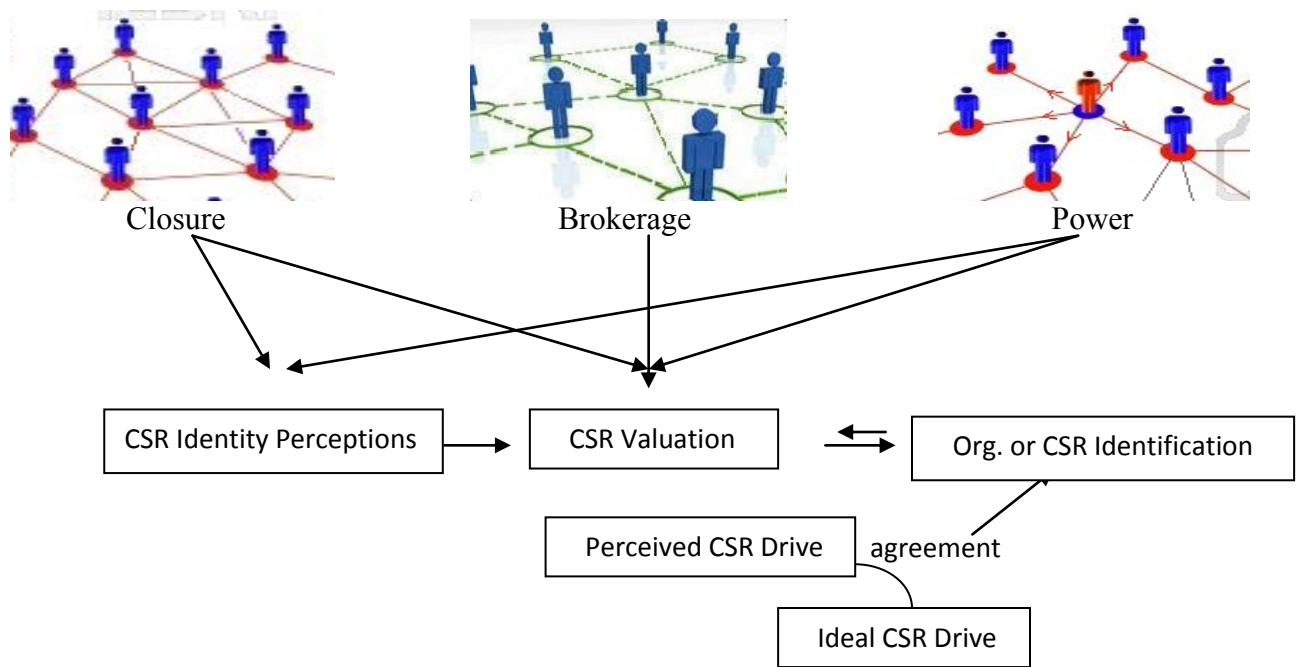 Closure
Brokerage
Power
CSR Identity Perceptions
CSR Valuation
Org. or CSR Identification
Perceived CSR Drive
agreement
Ideal CSR Drive